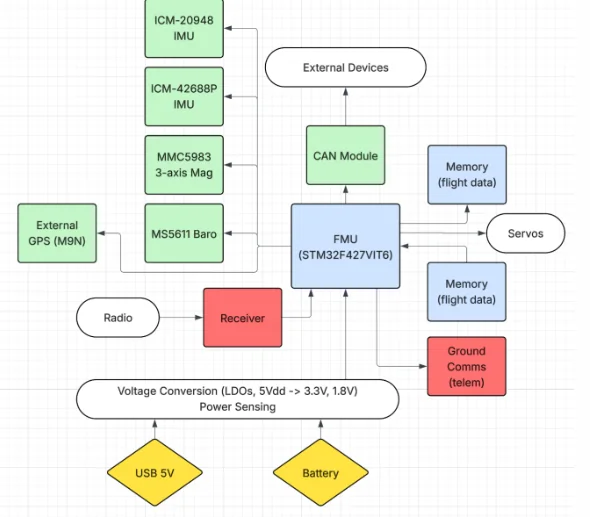 ICM-20948
IMU
External Devices
ICM-42688P
IMU
MMC5983
3-axis Mag
CAN Module
Memory
(flight data)
External
GPS (M9N)
MS5611 Baro
FMU
(STM32F427VIT6)
Servos
Memory
(flight data)
Radio
Receiver
Ground
Comms
(telem)
Voltage Conversion (LDOs, 5Vdd -> 3.3V, 1.8V)
Power Sensing
USB 5V
Battery